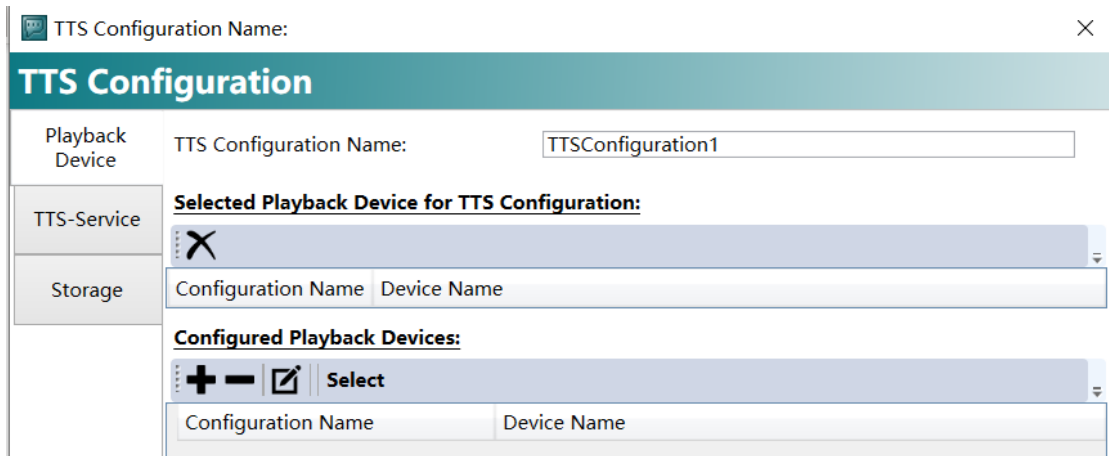 TTS Configuration Name:
TTS Configuration
Playback
Device
TTS Configuration Name:
TTSConfiguration1
TTS-Service
Selected Playback Device for TTS Configuration:
Storage
Configuration Name
Device Name
Configured Playback Devices:
Select
Configuration Name
Device Name